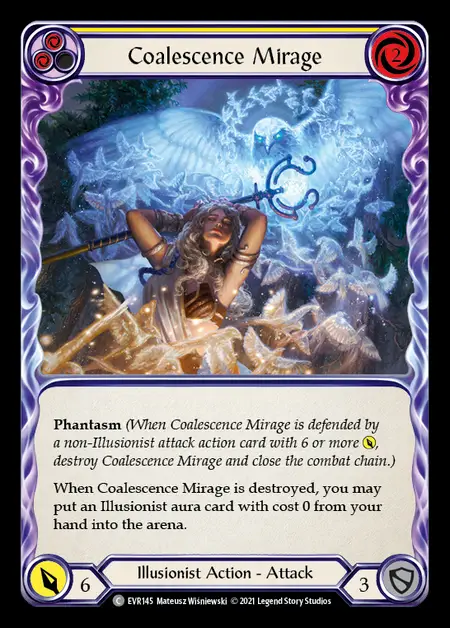 Coalescence Mirage
2
Phantasm (When Coalescence Mirage is defended by
a non-Illusionist attack action card with 6 or more ,
destroy Coalescence Mirage and close the combat chain.)
When Coalescence Mirage is destroyed, you may
put an Illusionist aura card with cost 0 from your
hand into the arena.
6
Illusionist Action - Attack
3
C EVR145 Mateusz Wiśniewski © 2021 Legend Story Studios